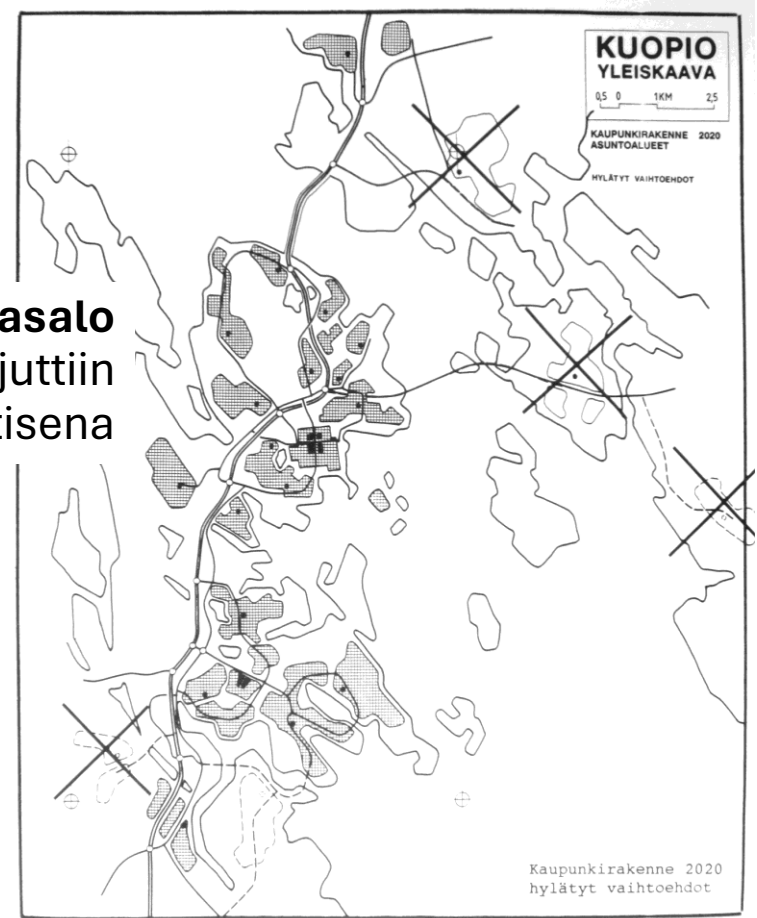 KUOPIO
YLEISKAAVA
0,5 0 1KM 2,5
KAUPUNKIRAKENNE 2020
ASUNTOALUEET
HYLÄTYT VAIHTOEHDOT
asalo
juttiin
tisena
Kaupunkirakenne 2020
hylätyt vaihtoehdot